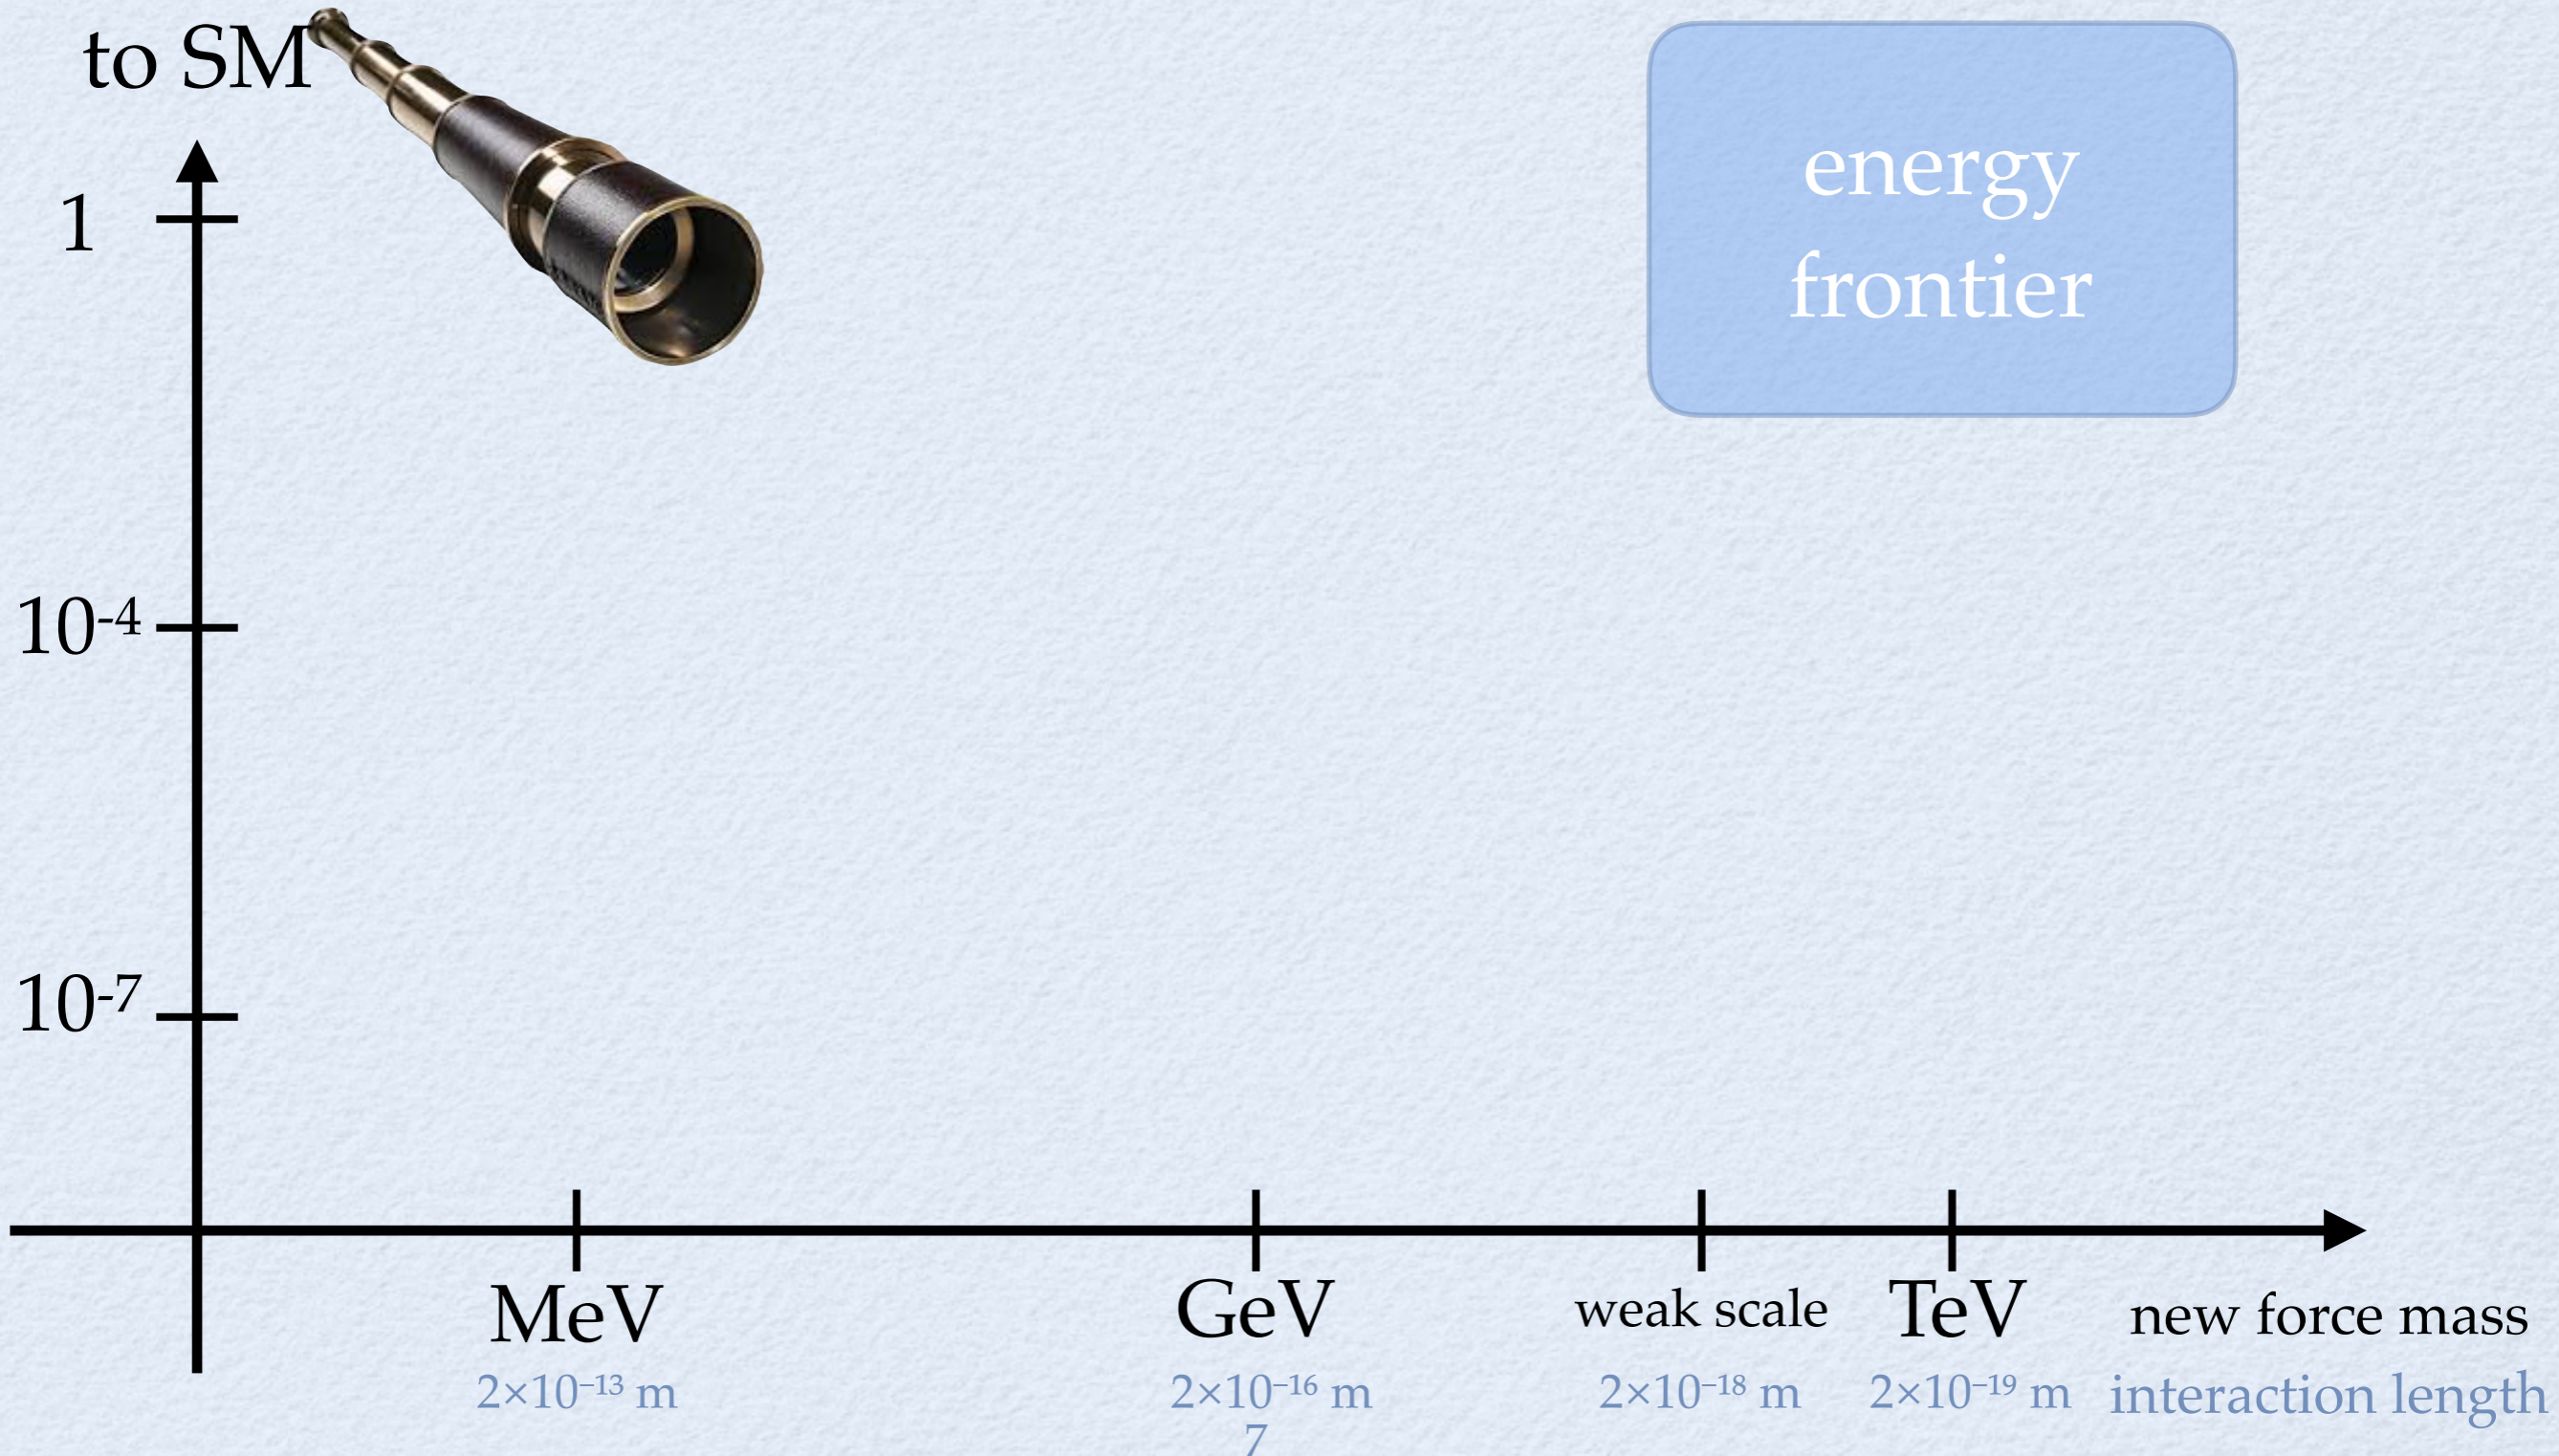 to SM
energy
frontier
1
10⁻⁴
10⁻⁷
MeV GeV weak scale TeV new force mass
2×10⁻¹³ m 2×10⁻¹⁶ m 2×10⁻¹⁸ m 2×10⁻¹⁹ m interaction length
7